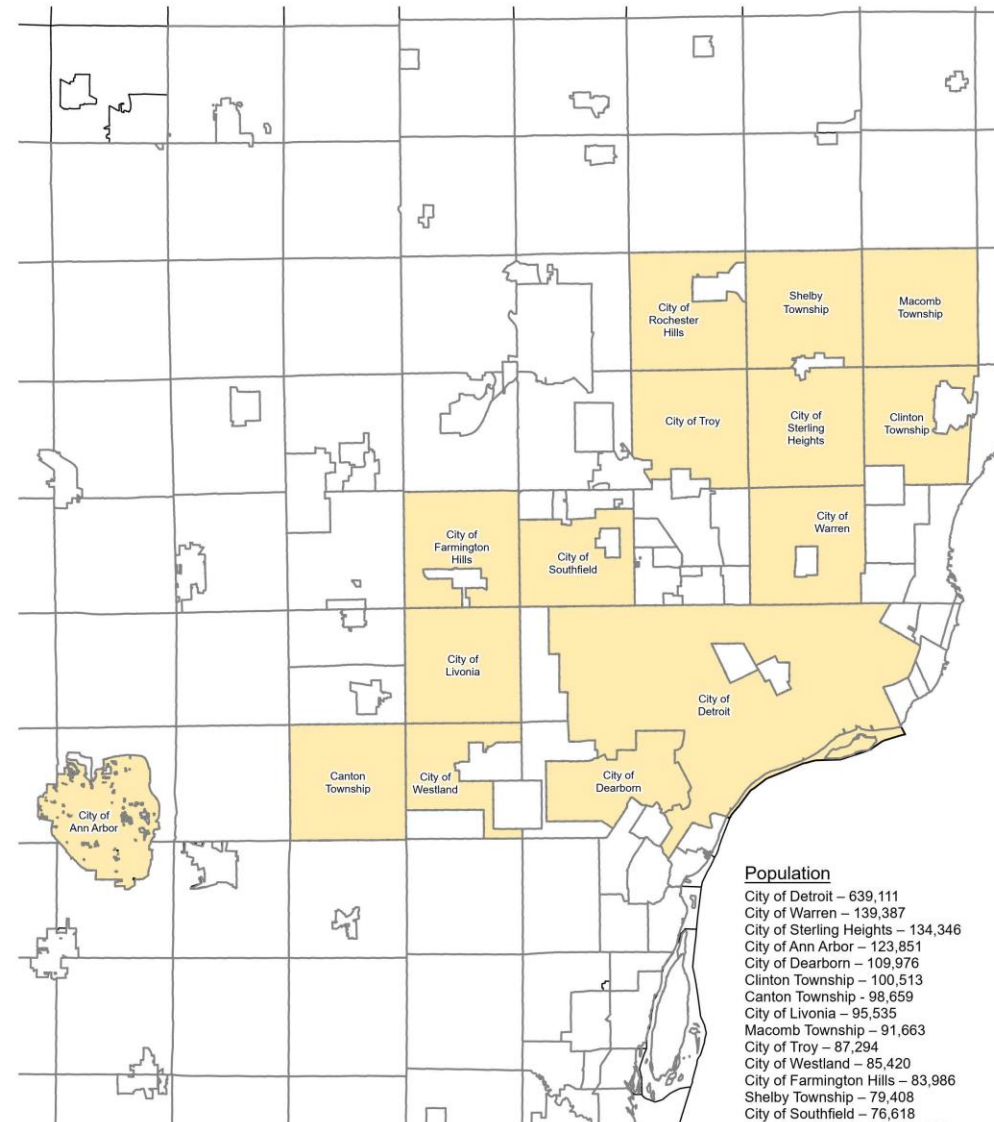 City of
Rochester
Hills
Shelby
Township
Macomb
Township
City of Troy
City of
Sterling
Heights
Clinton
Township
City of
Farmington
Hills
City of
Southfield
City of
Warren
City of
Livonia
City of
Detroit
Canton
Township
City of
Westland
City of
Dearborn
City of
Ann Arbor
Population
City of Detroit – 639,111
City of Warren – 139,387
City of Sterling Heights – 134,346
City of Ann Arbor – 123,851
City of Dearborn – 109,976
Clinton Township – 100,513
Canton Township - 98,659
City of Livonia – 95,535
Macomb Township – 91,663
City of Troy – 87,294
City of Westland – 85,420
City of Farmington Hills – 83,986
Shelby Township – 79,408
City of Southfield – 76,618